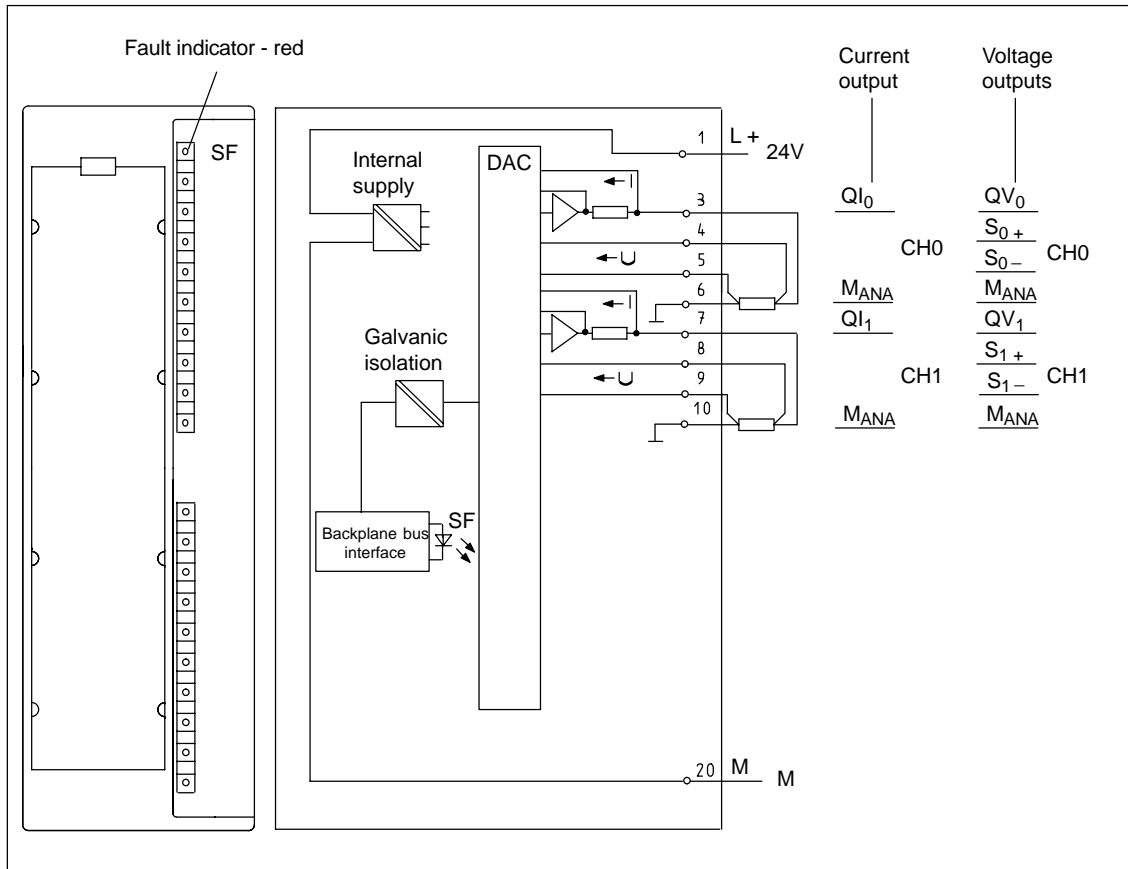 Fault indicator - red
SF
Current
output
Voltage
outputs
1
L +
24V
DAC
Internal
supply
I
3
QI0
QV0
4
S0 +
CH0
CH0
U
5
S0 –
6
MANA
MANA
I
7
QI1
QV1
Galvanic
isolation
8
S1 +
CH1
CH1
U
9
S1 –
10
MANA
MANA
SF
Backplane bus
interface
20
M
M